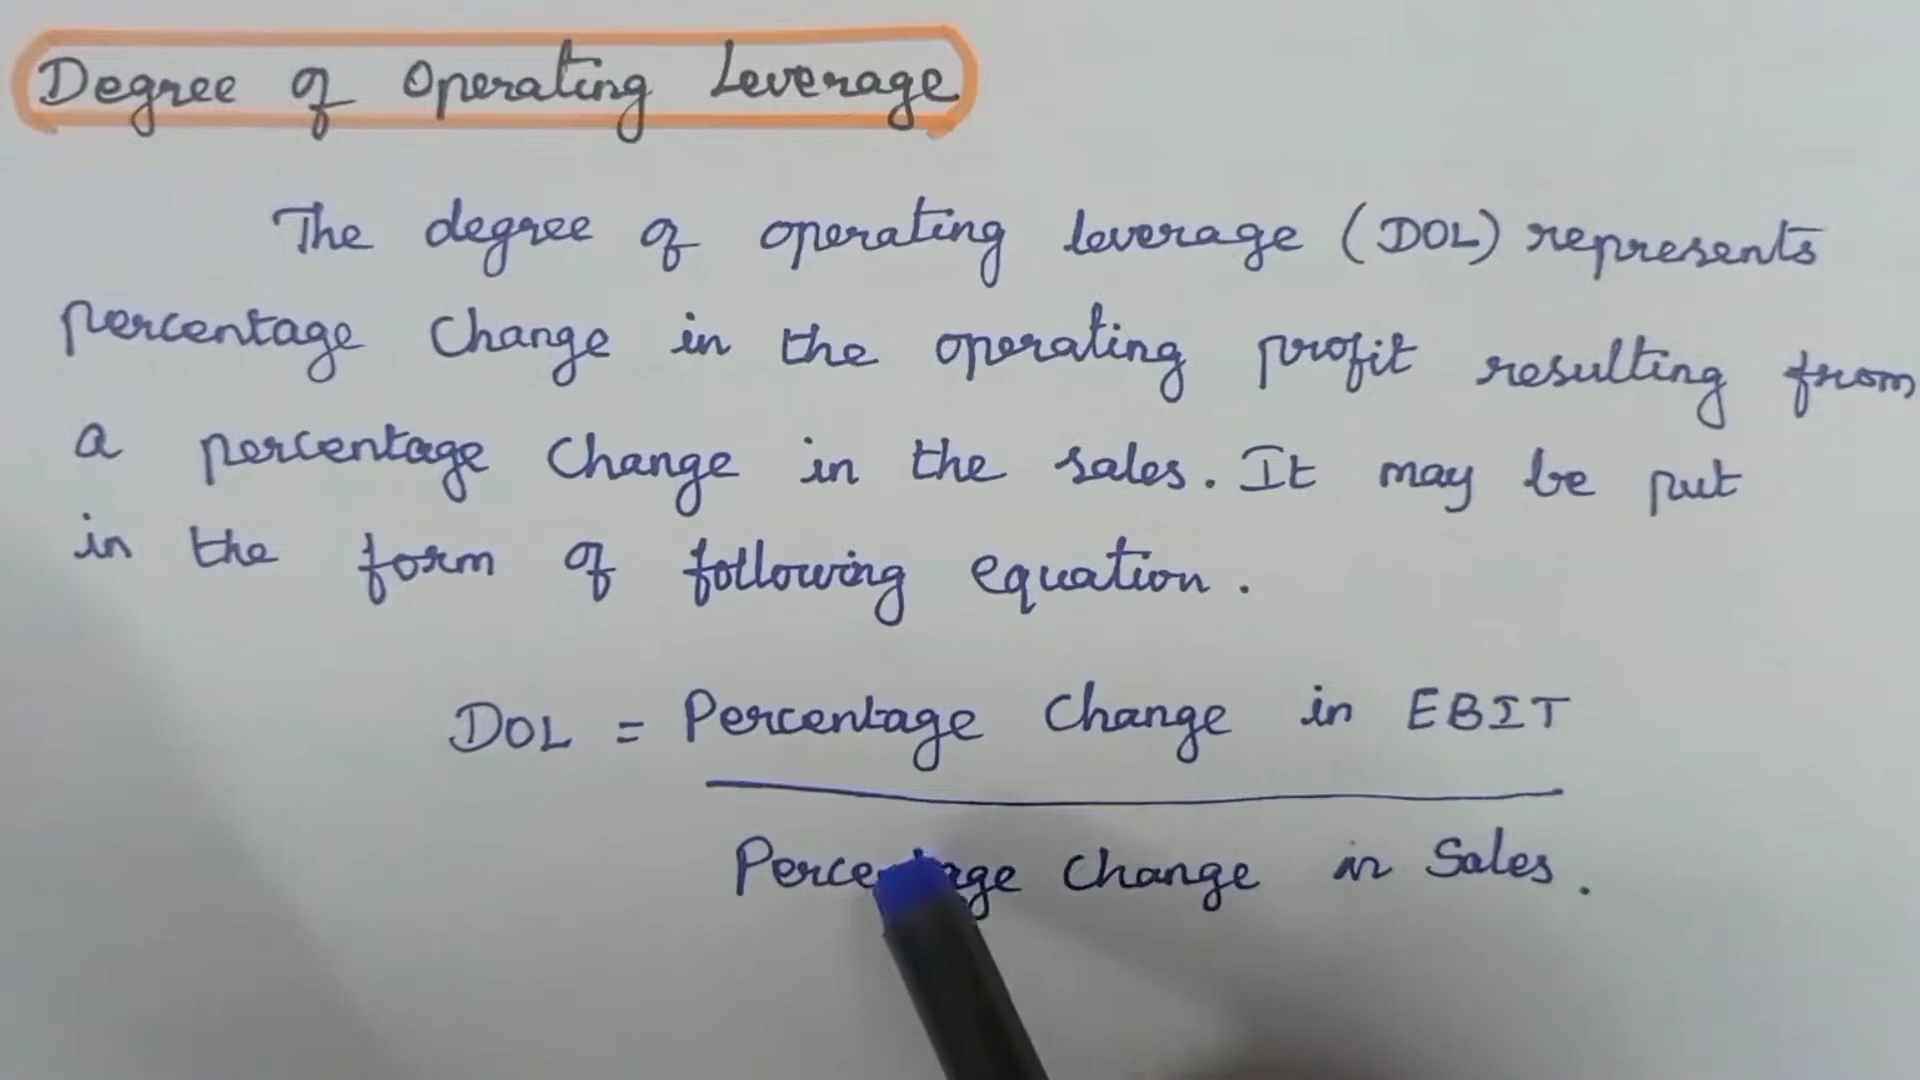 Degree of Operating Leverage
The degree of operating leverage (DOL) represents
percentage change in the operating profit resulting from
a percentage change in the sales. It may be put
in the form of following equation.
DOL = Percentage change in EBIT
change in Sales.